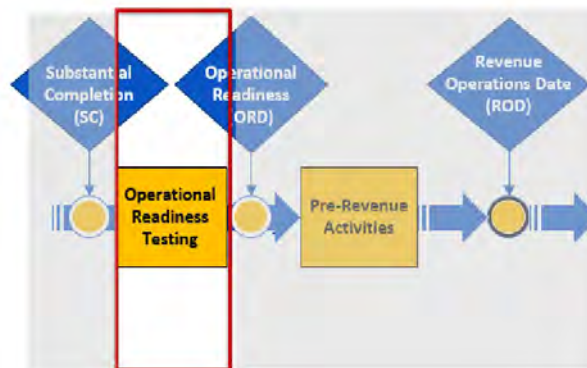 Substantial
Completion
(SC)
Operational
Readiness
(ORD)
Revenue
Operations Date
(ROD)
Operational
Readiness
Testing
Pre-Revenue
Activities